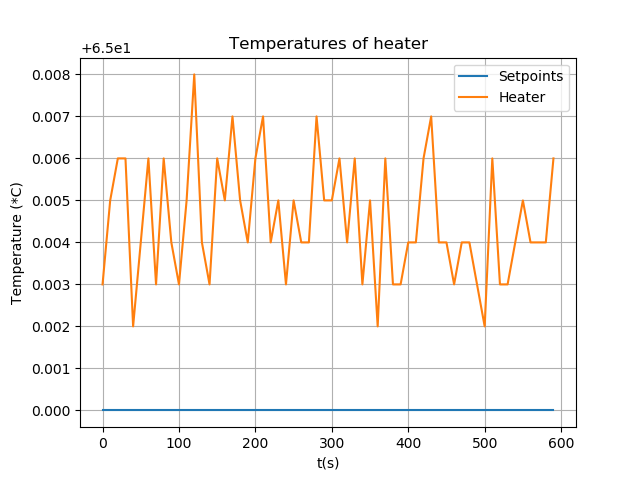 Temperatures of heater
+6.5e1
Setpoints
Heater
Temperature (*C)
0.008
0.007
0.006
0.005
0.004
0.003
0.002
0.001
0.000
0 100 200 300 400 500 600
t(s)